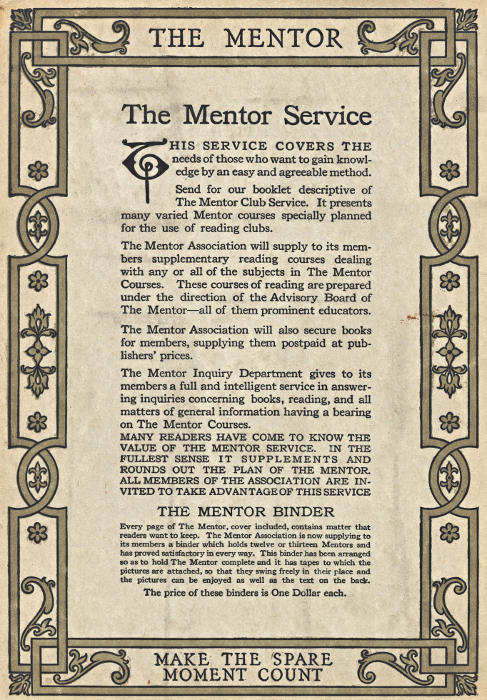 THE MENTOR
The Mentor Service
THIS SERVICE COVERS THE
needs of those who want to gain knowl-
edge by an easy and agreeable method.
Send for our booklet descriptive of
The Mentor Club Service. It presents
many varied Mentor courses specially planned
for the use of reading clubs.
The Mentor Association will supply to its mem-
bers supplementary reading courses dealing
with any or all of the subjects in The Mentor
Courses. These courses of reading are prepared
under the direction of the Advisory Board of
The Mentor—all of them prominent educators.
The Mentor Association will also secure books
for members, supplying them postpaid at pub-
lishers' prices.
The Mentor Inquiry Department gives to its
members a full and intelligent service in answer-
ing inquiries concerning books, reading, and all
matters of general information having a bearing
on The Mentor Courses.
MANY READERS HAVE COME TO KNOW THE
VALUE OF THE MENTOR SERVICE. IN THE
FULLEST SENSE IT SUPPLEMENTS AND
ROUNDS OUT THE PLAN OF THE MENTOR.
ALL MEMBERS OF THE ASSOCIATION ARE IN-
VITED TO TAKE ADVANTAGE OF THIS SERVICE
THE MENTOR BINDER
Every page of The Mentor, cover included, contains matter that
readers want to keep. The Mentor Association is now supplying to
its members a binder which holds twelve or thirteen Mentors and
has proved satisfactory in every way. This binder has been arranged
so as to hold The Mentor complete and it has tapes to which the
pictures are attached, so that they swing freely in their place and
the pictures can be enjoyed as well as the text on the back.
The price of these binders is One Dollar each.
MAKE THE SPARE
MOMENT COUNT